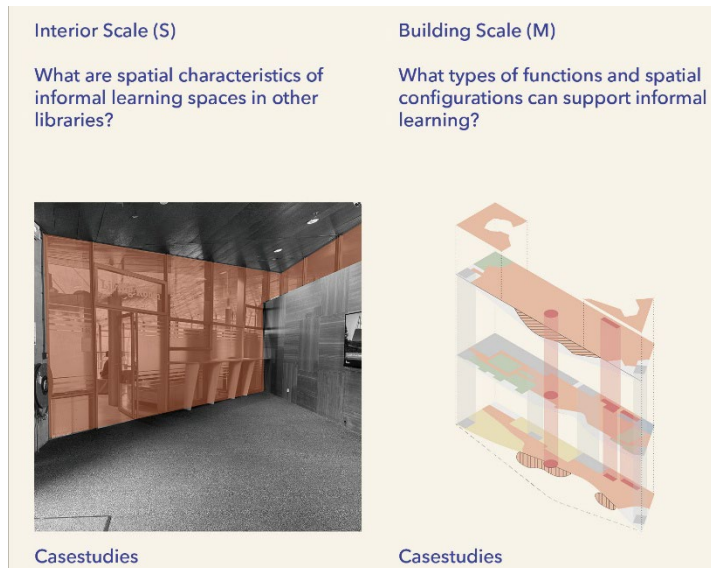 Interior Scale (S)
What are spatial characteristics of
informal learning spaces in other
libraries?
Casestudies
Building Scale (M)
What types of functions and spatial
configurations can support informal
learning?
Casestudies